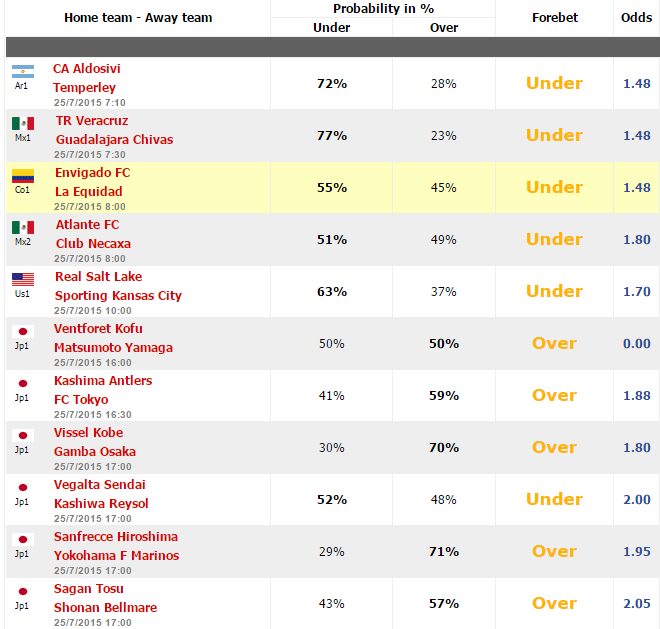 Home team - Away team Probability in % Forebet Odds
Under Over
CA Aldosivi
Temperley
25/7/2015 7:10
Ar1 72% 28% Under 1.48
TR Veracruz
Guadalajara Chivas
25/7/2015 7:30
Mx1 77% 23% Under 1.48
Envigado FC
La Equidad
25/7/2015 8:00
Co1 55% 45% Under 1.48
Atlante FC
Club Necaxa
25/7/2015 8:00
Mx2 51% 49% Under 1.80
Real Salt Lake
Sporting Kansas City
25/7/2015 10:00
Us1 63% 37% Under 1.70
Ventforet Kofu
Matsumoto Yamaga
25/7/2015 16:00
Jp1 50% 50% Over 0.00
Kashima Antlers
FC Tokyo
25/7/2015 16:30
Jp1 41% 59% Over 1.88
Vissel Kobe
Gamba Osaka
25/7/2015 17:00
Jp1 30% 70% Over 1.80
Vegalta Sendai
Kashiwa Reysol
25/7/2015 17:00
Jp1 52% 48% Under 2.00
Sanfrecce Hiroshima
Yokohama F Marinos
25/7/2015 17:00
Jp1 29% 71% Over 1.95
Sagan Tosu
Shonan Bellmare
25/7/2015 17:00
Jp1 43% 57% Over 2.05